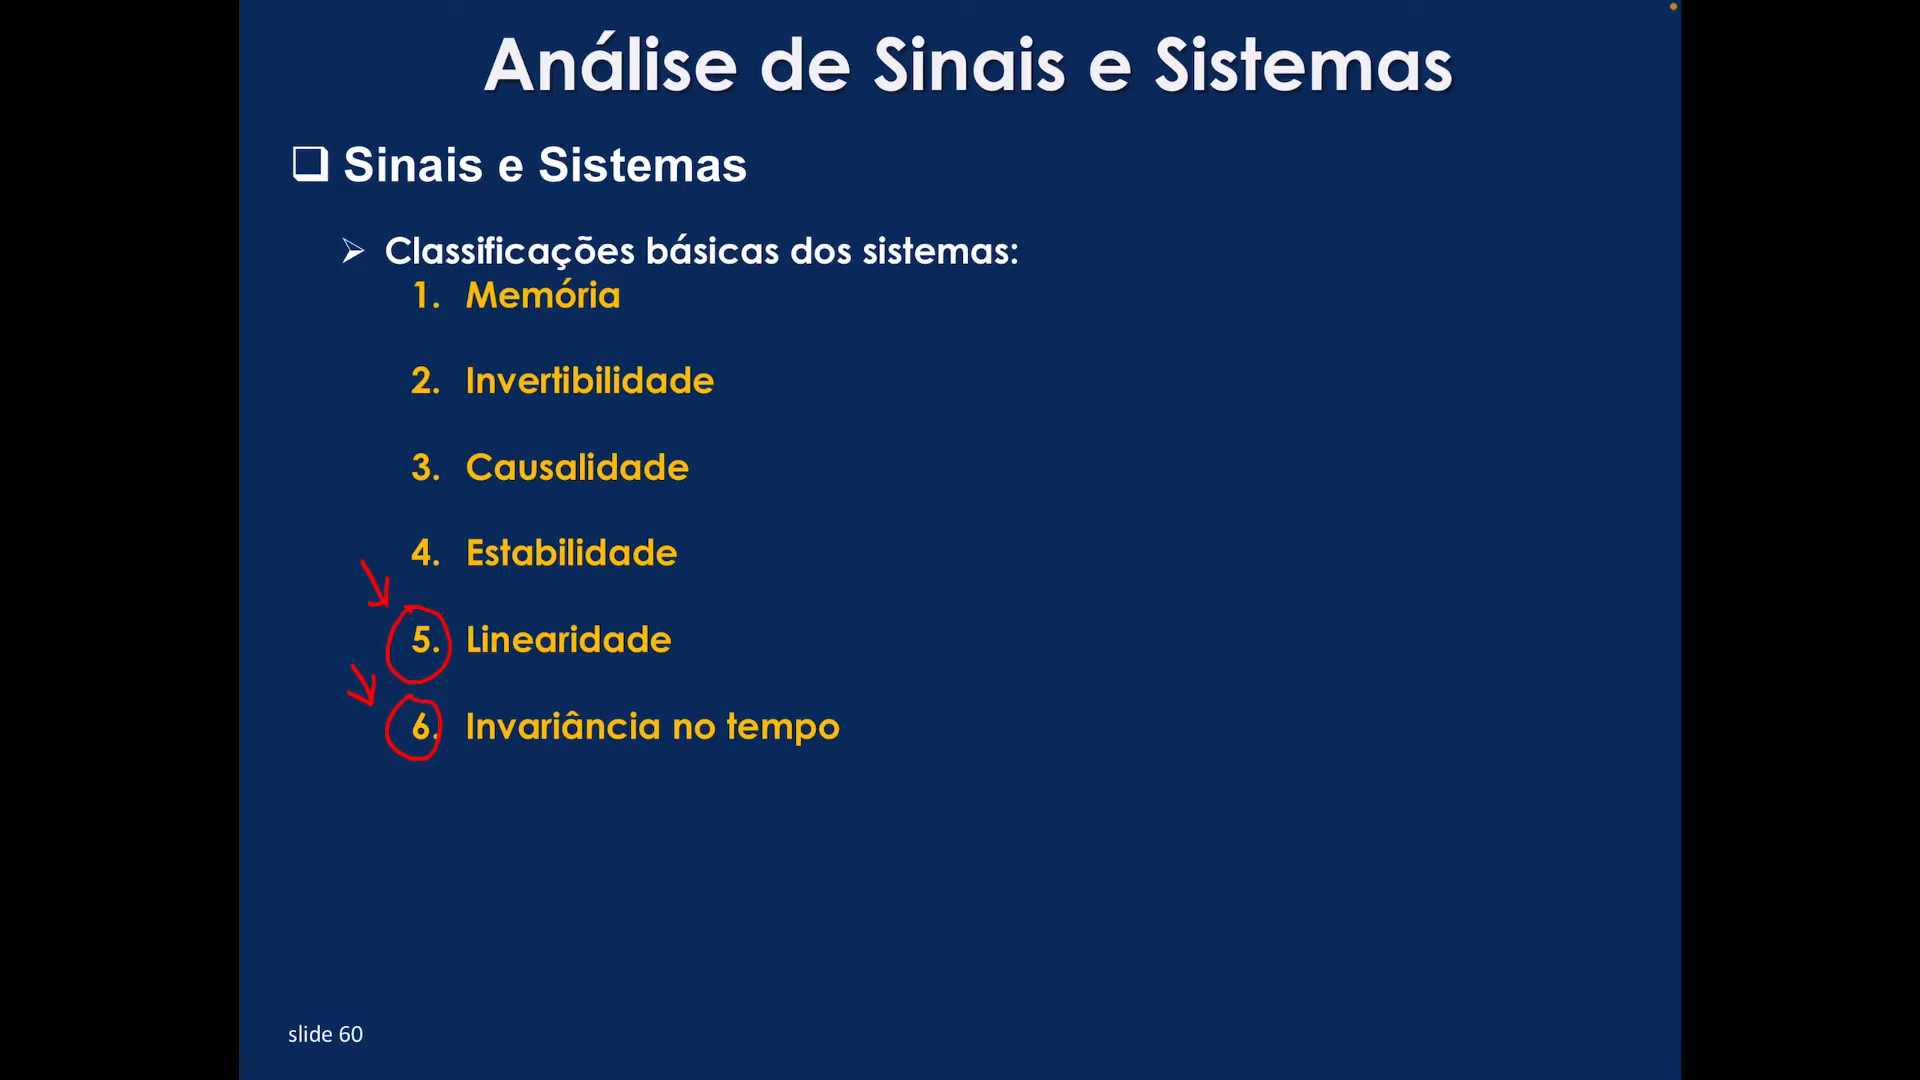 Análise de Sinais e Sistemas
Sinais e Sistemas
Classificações básicas dos sistemas:
1. Memória
2. Invertibilidade
3. Causalidade
4. Estabilidade
5. Linearidade
6. Invariância no tempo
slide 60